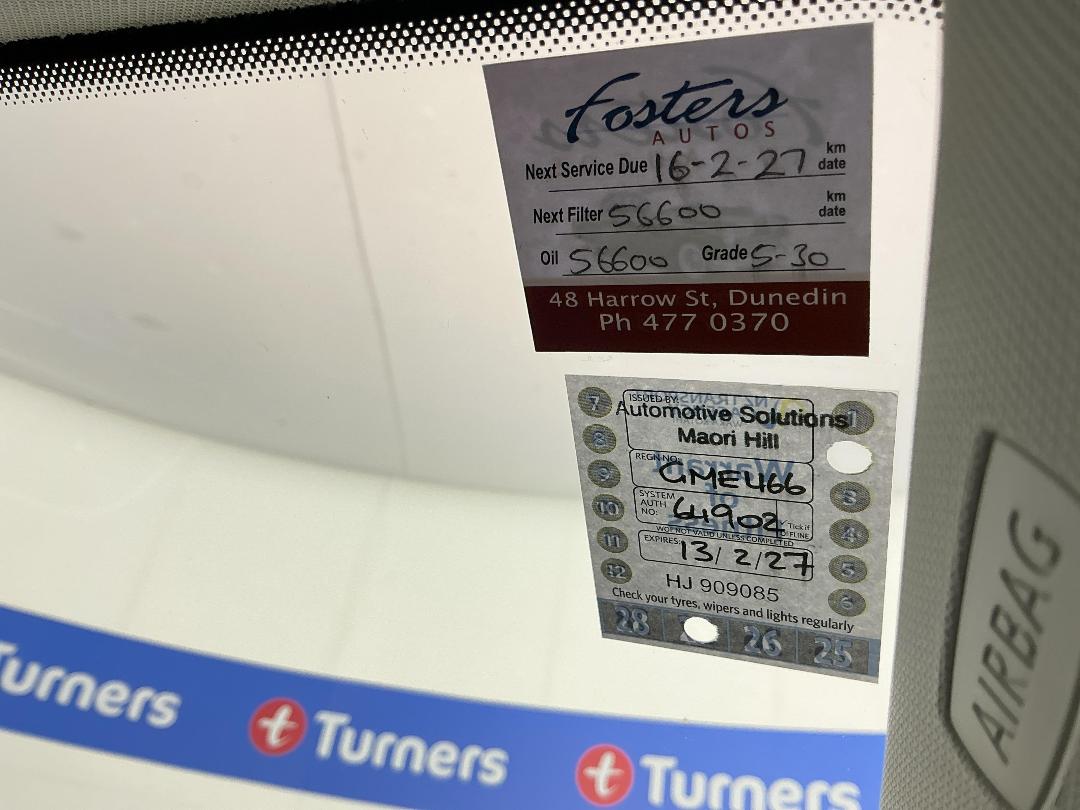 Fosters
AUTOS
Next Service Due 16-2-27 km date
Next Filter 56600 km date
Oil 56600 Grade 5-30
48 Harrow St, Dunedin
Ph 477 0370
ISSUED BY:
Automotive Solutions
Maori Hill
REGN NO:
GME466
SYSTEM AUTH NO: 64902 Tick if OFFLINE
WOF NOT VALID UNLESS COMPLETED
EXPIRES: 13/2/27
HJ 909085
Check your tyres, wipers and lights regularly
7 1
8
9 3
10 4
11 5
12 6
28 26 25
Warrant
of
AIRBAG
Turners
t Turners
t Turners